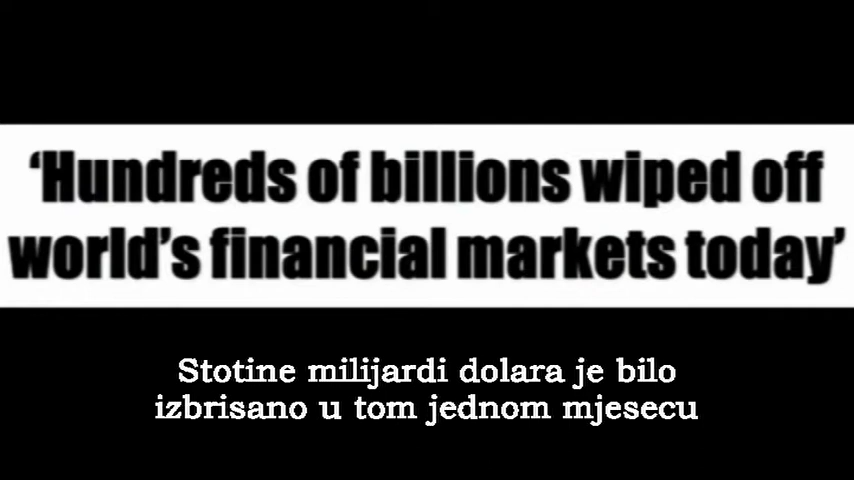 ‘Hundreds of billions wiped off
world’s financial markets today’
Stotine milijardi dolara je bilo
izbrisano u tom jednom mjesecu